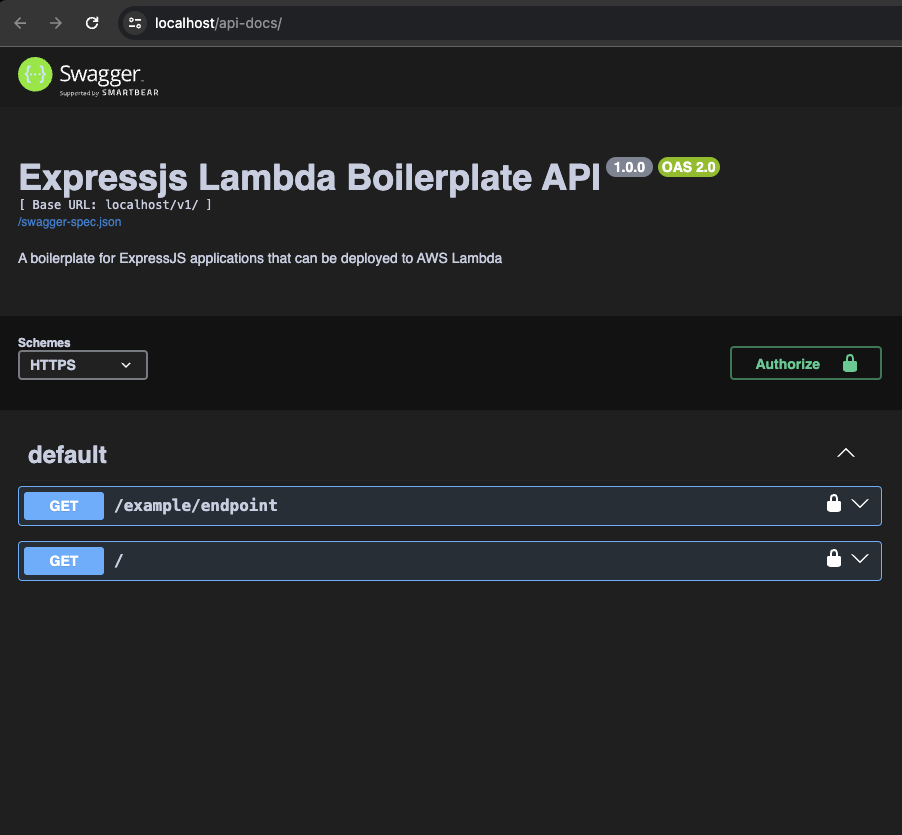 localhost/api-docs/
{...} Swagger™
Supported by SMARTBEAR
Expressjs Lambda Boilerplate API 1.0.0 OAS 2.0
[ Base URL: localhost/v1/ ]
/swagger-spec.json
A boilerplate for ExpressJS applications that can be deployed to AWS Lambda
Schemes
HTTPS
Authorize
default
GET /example/endpoint
GET /